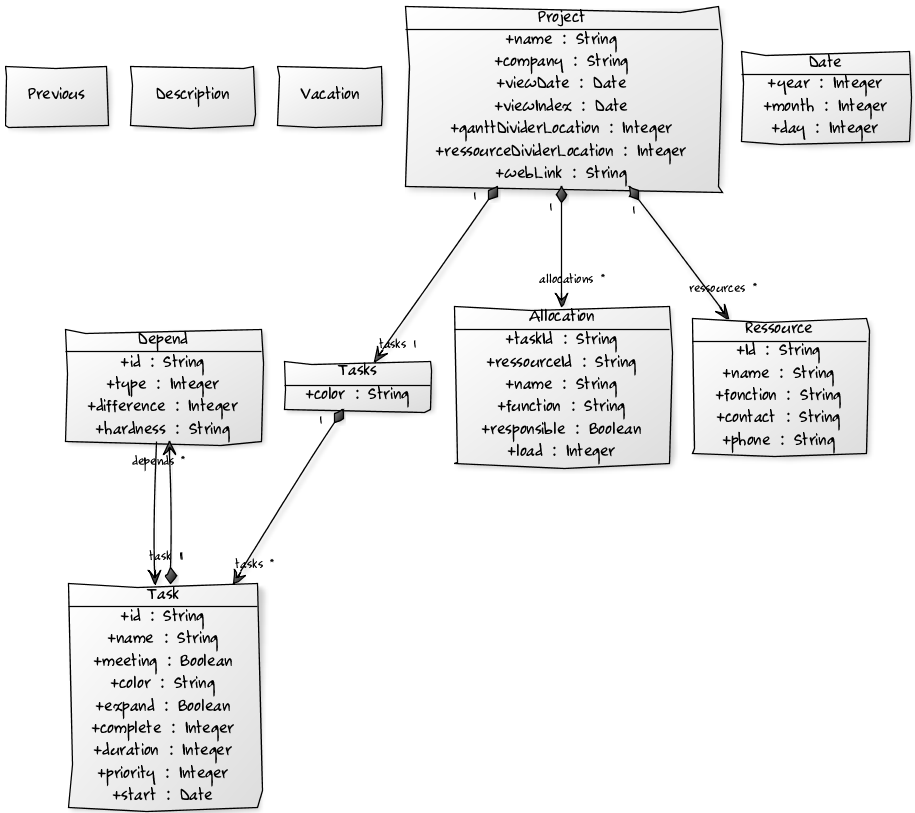 Project
+name : String
+company : String
+viewDate : Date
+viewIndex : Date
+ganttDividerLocation : Integer
+ressourceDividerLocation : Integer
+webLink : String
Previous
Description
Vacation
Date
+year : Integer
+month : Integer
+day : Integer
1
1
1
allocations *
ressources *
tasks 1
Depend
+id : String
+type : Integer
+difference : Integer
+hardness : String
Tasks
+color : String
Allocation
+taskId : String
+ressourceId : String
+name : String
+function : String
+responsible : Boolean
+load : Integer
Ressource
+Id : String
+name : String
+fonction : String
+contact : String
+phone : String
1
depends *
task 1
tasks *
Task
+id : String
+name : String
+meeting : Boolean
+color : String
+expand : Boolean
+complete : Integer
+duration : Integer
+priority : Integer
+start : Date